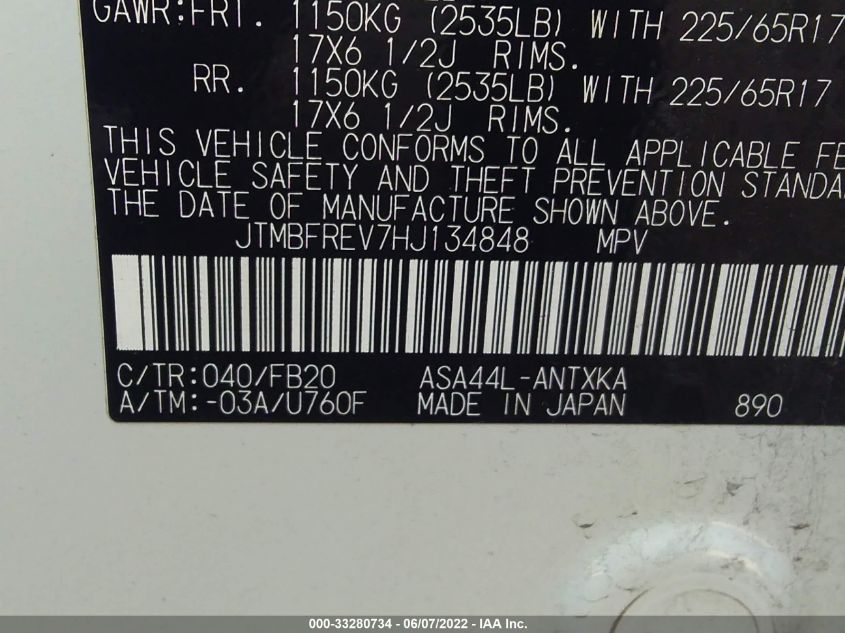 GAWR:FRT. 1150KG (2535LB) WITH 225/65R17
17X6 1/2J RIMS.
RR. 1150KG (2535LB) WITH 225/65R17
17X6 1/2J RIMS.
THIS VEHICLE CONFORMS TO ALL APPLICABLE
VEHICLE SAFETY AND THEFT PREVENTION
THE DATE OF MANUFACTURE SHOWN ABOVE.
JTMBFREV7HJ134848 MPV
C/TR:040/FB20 ASA44L-ANTXKA
A/TM:-03A/U760F MADE IN JAPAN 890
000-33280734 - 06/07/2022 - IAA Inc.